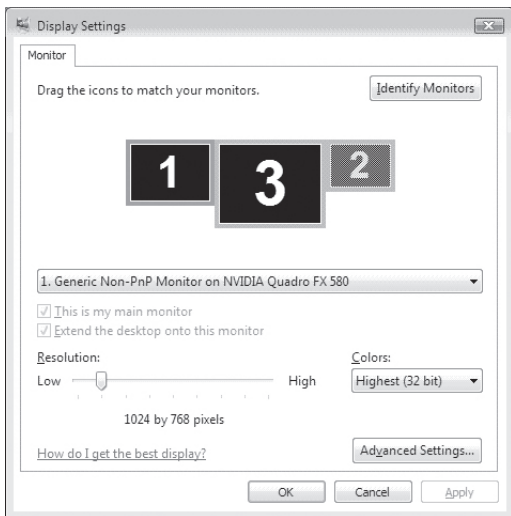 Display Settings
Monitor
Drag the icons to match your monitors.
Identify Monitors
1 3 2
1. Generic Non-PnP Monitor on NVIDIA Quadro FX 580
This is my main monitor
Extend the desktop onto this monitor
Resolution:
Colors:
Low High
Highest (32 bit)
1024 by 768 pixels
How do I get the best display?
Advanced Settings...
OK Cancel Apply